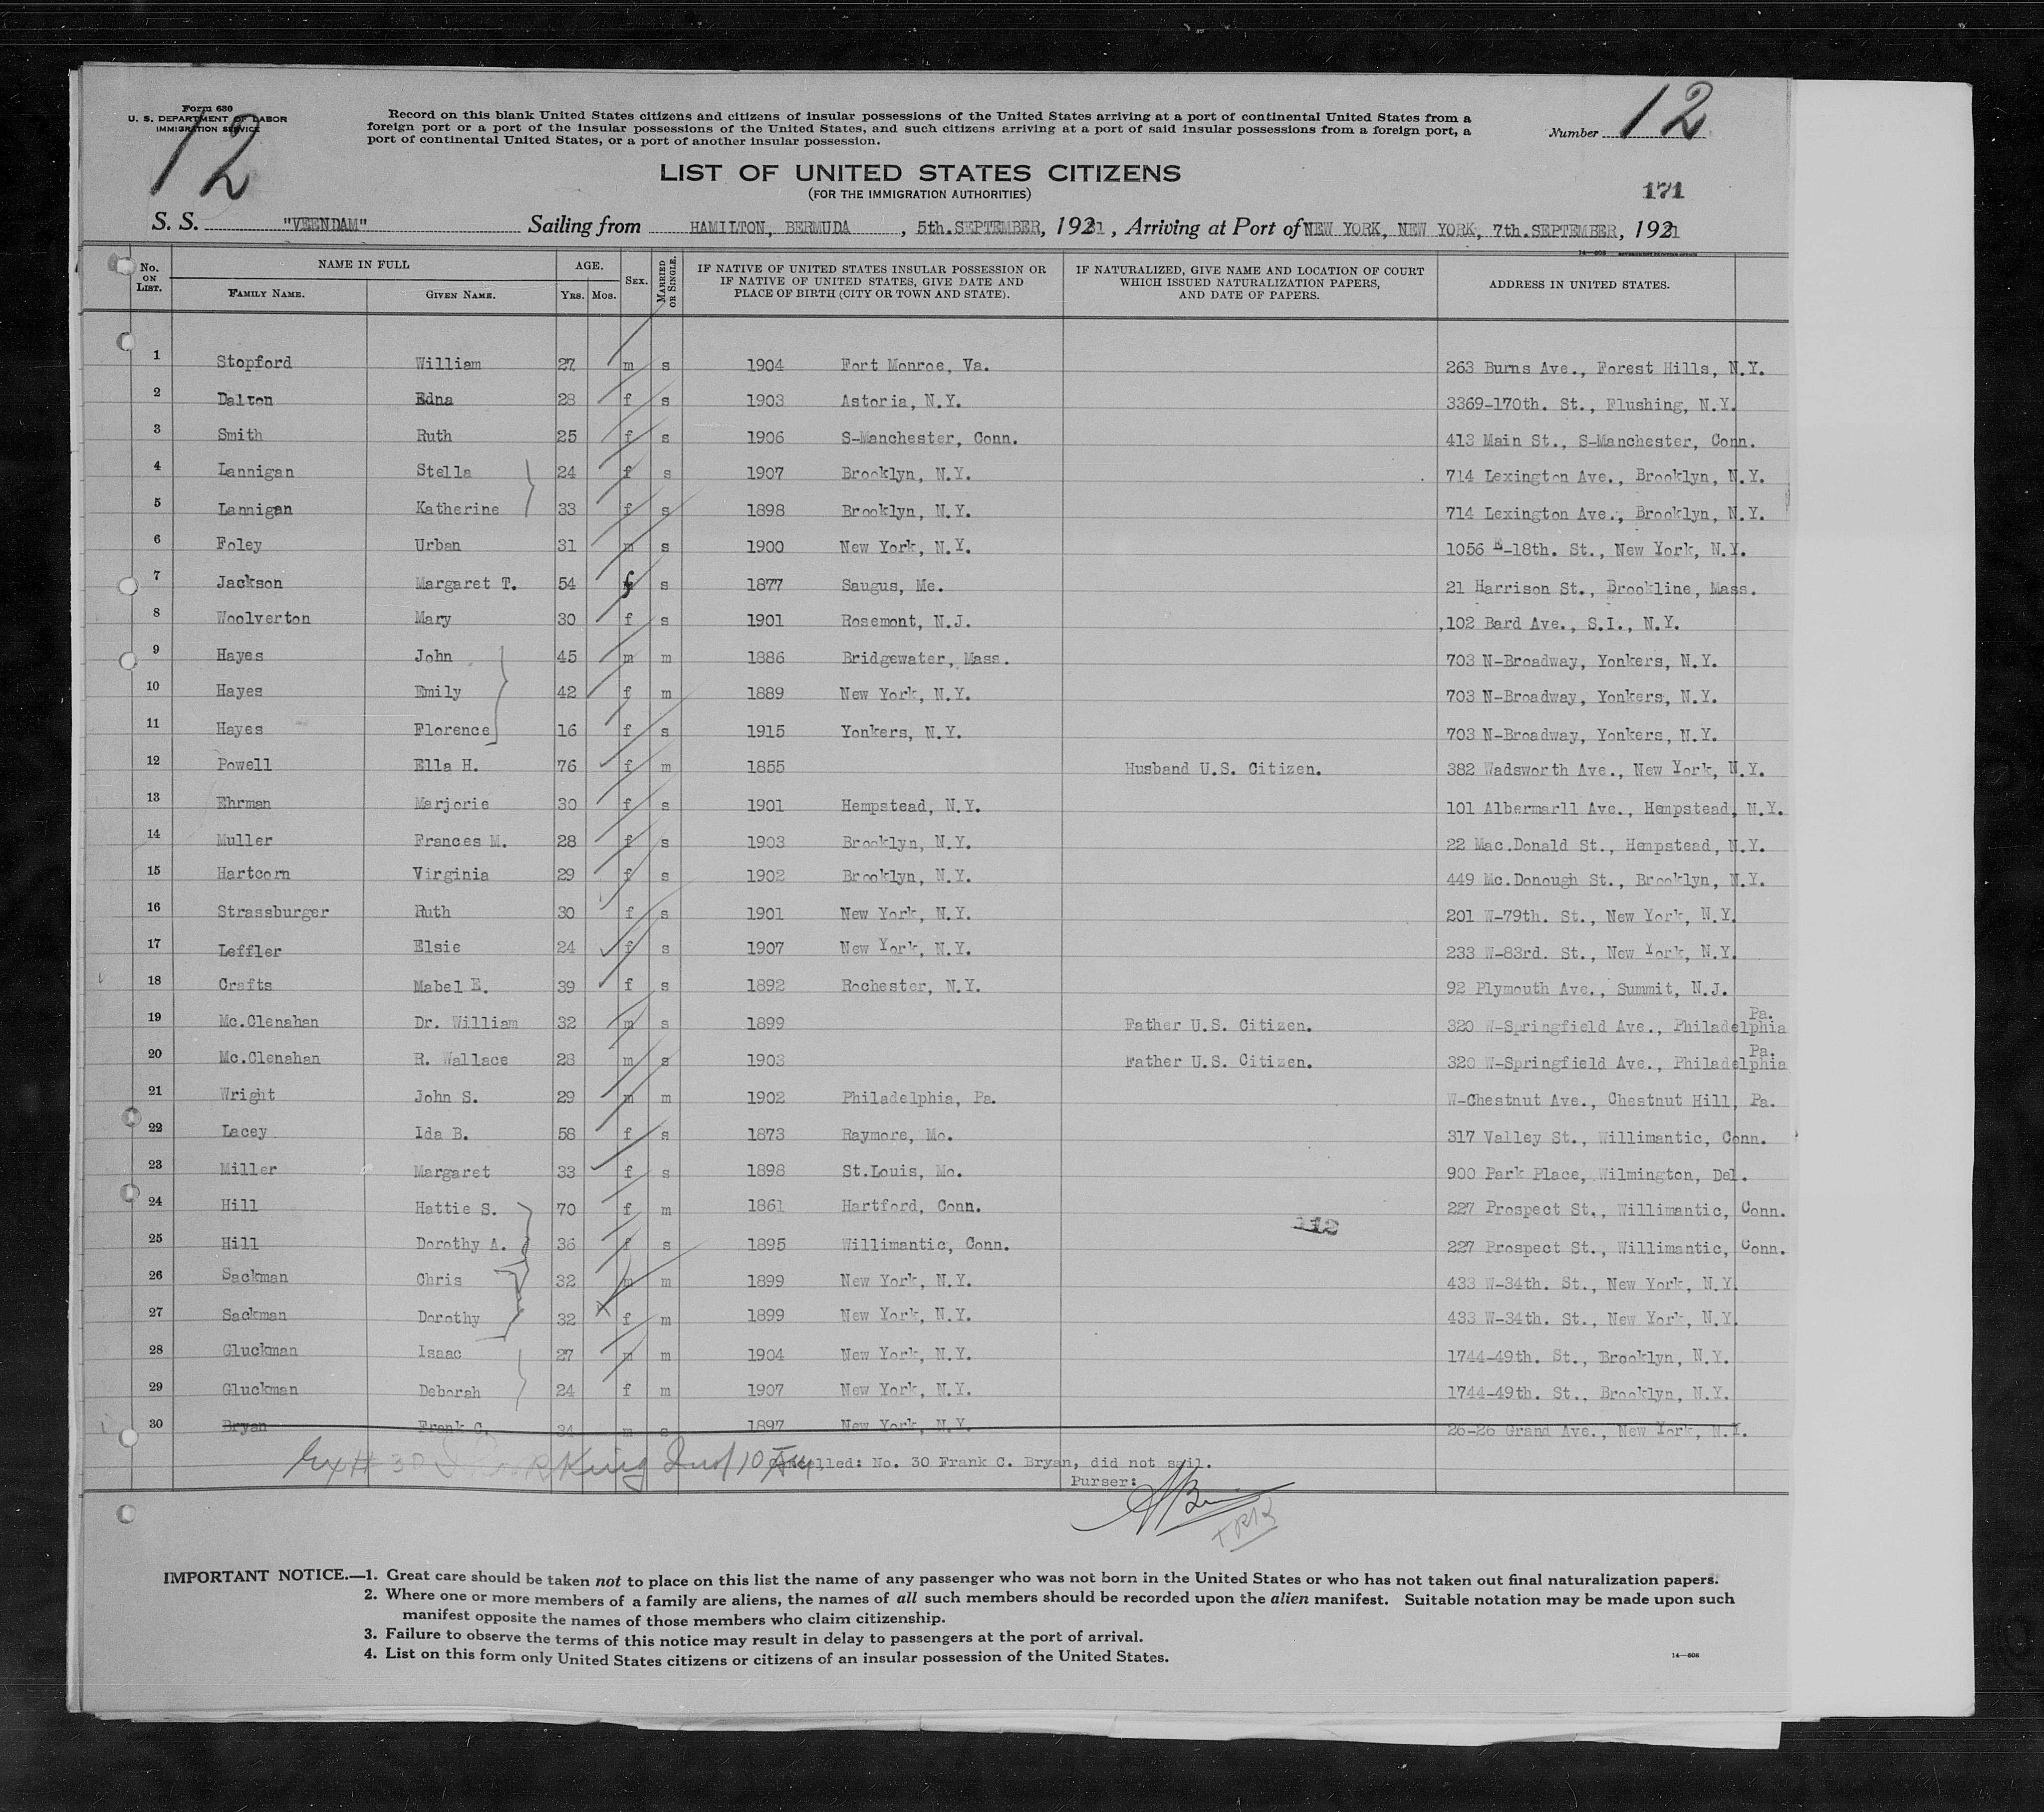 Form 630
U. S. DEPARTMENT OF LABOR
IMMIGRATION SERVICE
12
Record on this blank United States citizens and citizens of insular possessions of the United States arriving at a port of continental United States from a
foreign port or a port of the insular possessions of the United States, and such citizens arriving at a port of said insular possessions from a foreign port, a
port of continental United States, or a port of another insular possession.
Number 12
LIST OF UNITED STATES CITIZENS
(FOR THE IMMIGRATION AUTHORITIES)
171
S. S. "VEENDAM" Sailing from HAMILTON, BERMUDA , 5th. SEPTEMBER, 1931 , Arriving at Port of NEW YORK, NEW YORK, 7th. SEPTEMBER, 1931
14—608
No. ON LIST. NAME IN FULL FAMILY NAME. GIVEN NAME. AGE. YRS. MOS. SEX. MARRIED OR SINGLE. IF NATIVE OF UNITED STATES INSULAR POSSESSION OR IF NATIVE OF UNITED STATES, GIVE DATE AND PLACE OF BIRTH (CITY OR TOWN AND STATE). IF NATURALIZED, GIVE NAME AND LOCATION OF COURT WHICH ISSUED NATURALIZATION PAPERS, AND DATE OF PAPERS. ADDRESS IN UNITED STATES.
1 Stopford William 27 m s 1904 Fort Monroe, Va. 263 Burns Ave., Forest Hills, N.Y.
2 Dalton Edna 28 f s 1903 Astoria, N.Y. 3369-170th. St., Flushing, N.Y.
3 Smith Ruth 25 f s 1906 S-Manchester, Conn. 413 Main St., S-Manchester, Conn.
4 Lannigan Stella 24 f s 1907 Brooklyn, N.Y. 714 Lexington Ave., Brooklyn, N.Y.
5 Lannigan Katherine 33 f s 1898 Brooklyn, N.Y. 714 Lexington Ave., Brooklyn, N.Y.
6 Foley Urban 31 m s 1900 New York, N.Y. 1056 E-18th. St., New York, N.Y.
7 Jackson Margaret T. 54 f s 1877 Saugus, Me. 21 Harrison St., Brookline, Mass.
8 Woolverton Mary 30 f s 1901 Rosemont, N.J. 102 Bard Ave., S.I., N.Y.
9 Hayes John 45 m m 1886 Bridgewater, Mass. 703 N-Broadway, Yonkers, N.Y.
10 Hayes Emily 42 f m 1889 New York, N.Y. 703 N-Broadway, Yonkers, N.Y.
11 Hayes Florence 16 f s 1915 Yonkers, N.Y. 703 N-Broadway, Yonkers, N.Y.
12 Powell Ella H. 76 f m 1855 Husband U.S. Citizen. 382 Wadsworth Ave., New York, N.Y.
13 Ehrman Marjorie 30 f s 1901 Hempstead, N.Y. 101 Albermarll Ave., Hempstead, N.Y.
14 Muller Frances M. 28 f s 1903 Brooklyn, N.Y. 22 Mac.Donald St., Hempstead, N.Y.
15 Hartcorn Virginia 29 f s 1902 Brooklyn, N.Y. 449 Mc.Donough St., Brooklyn, N.Y.
16 Strassburger Ruth 30 f s 1901 New York, N.Y. 201 W-79th. St., New York, N.Y.
17 Leffler Elsie 24 f s 1907 New York, N.Y. 233 W-83rd. St., New York, N.Y.
18 Crafts Mabel E. 39 f s 1892 Rochester, N.Y. 92 Plymouth Ave., Summit, N.J.
19 Mc.Clenahan Dr. William 32 m s 1899 Father U.S. Citizen. 320 W-Springfield Ave., Philadelphia Pa.
20 Mc.Clenahan R. Wallace 28 m s 1903 Father U.S. Citizen. 320 W-Springfield Ave., Philadelphia Pa.
21 Wright John S. 29 m m 1902 Philadelphia, Pa. W-Chestnut Ave., Chestnut Hill, Pa.
22 Lacey Ida B. 58 f s 1873 Raymore, Mo. 317 Valley St., Willimantic, Conn.
23 Miller Margaret 33 f s 1898 St.Louis, Mo. 900 Park Place, Wilmington, Del.
24 Hill Hattie S. 70 f m 1861 Hartford, Conn. 227 Prospect St., Willimantic, Conn.
25 Hill Dorothy A. 36 f s 1895 Willimantic, Conn. 227 Prospect St., Willimantic, Conn.
26 Sackman Chris 32 m m 1899 New York, N.Y. 433 W-34th. St., New York, N.Y.
27 Sackman Dorothy 32 f m 1899 New York, N.Y. 433 W-34th. St., New York, N.Y.
28 Gluckman Isaac 27 m m 1904 New York, N.Y. 1744-49th. St., Brooklyn, N.Y.
29 Gluckman Deborah 24 f m 1907 New York, N.Y. 1744-49th. St., Brooklyn, N.Y.
30 Bryan Frank C. 34 m s 1897 New York, N.Y. 26-26 Grand Ave., New York, N.Y.
# 30 King 10
No. 30 Frank C. Bryan, did not sail.
Purser:
IMPORTANT NOTICE.—1. Great care should be taken not to place on this list the name of any passenger who was not born in the United States or who has not taken out final naturalization papers.
2. Where one or more members of a family are aliens, the names of all such members should be recorded upon the alien manifest. Suitable notation may be made upon such
manifest opposite the names of those members who claim citizenship.
3. Failure to observe the terms of this notice may result in delay to passengers at the port of arrival.
4. List on this form only United States citizens or citizens of an insular possession of the United States.
14—608